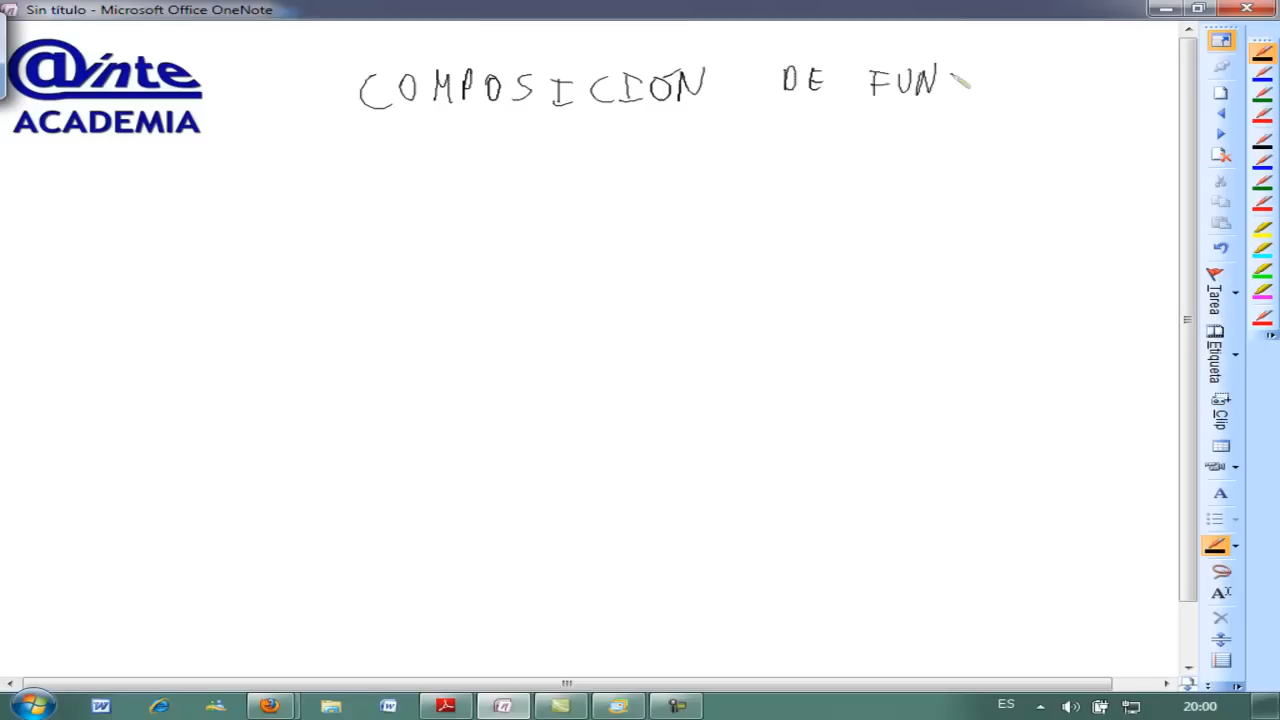 Sin título - Microsoft Office OneNote
@inte
ACADEMIA
COMPOSICION DE FUN
Tarea
Etiqueta
Clip
ES
20:00